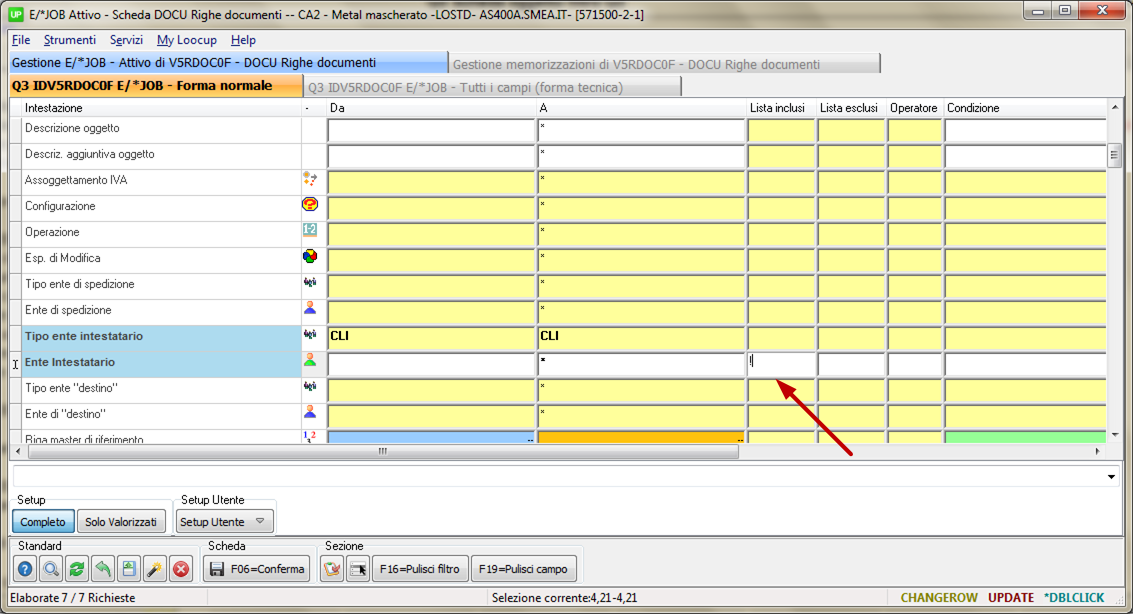 UP E/*JOB Attivo - Scheda DOCU Righe documenti -- CA2 - Metal mascherato -LOSTD- AS400A.SMEA.IT- [571500-2-1]
File Strumenti Servizi My Loocup Help
Gestione E/*JOB - Attivo di V5RDOC0F - DOCU Righe documenti Gestione memorizzazioni di V5RDOC0F - DOCU Righe documenti
Q3 IDV5RDOC0F E/*JOB - Forma normale Q3 IDV5RDOC0F E/*JOB - Tutti i campi (forma tecnica)
Intestazione - Da A Lista inclusi Lista esclusi Operatore Condizione
Descrizione oggetto *
Descriz. aggiuntiva oggetto *
Assoggettamento IVA *
Configurazione ? *
Operazione 1-2 *
Esp. di Modifica *
Tipo ente di spedizione *
Ente di spedizione *
Tipo ente intestatario CLI CLI
Ente Intestatario * !
Tipo ente "destino" *
Ente di "destino" *
Riga master di riferimento 1 2 3 .. ..
Setup Setup Utente
Completo Solo Valorizzati Setup Utente
Standard Scheda Sezione
? F06=Conferma F16=Pulisci filtro F19=Pulisci campo
Elaborate 7 / 7 Richieste Selezione corrente:4,21-4,21 CHANGEROW UPDATE *DBLCLICK